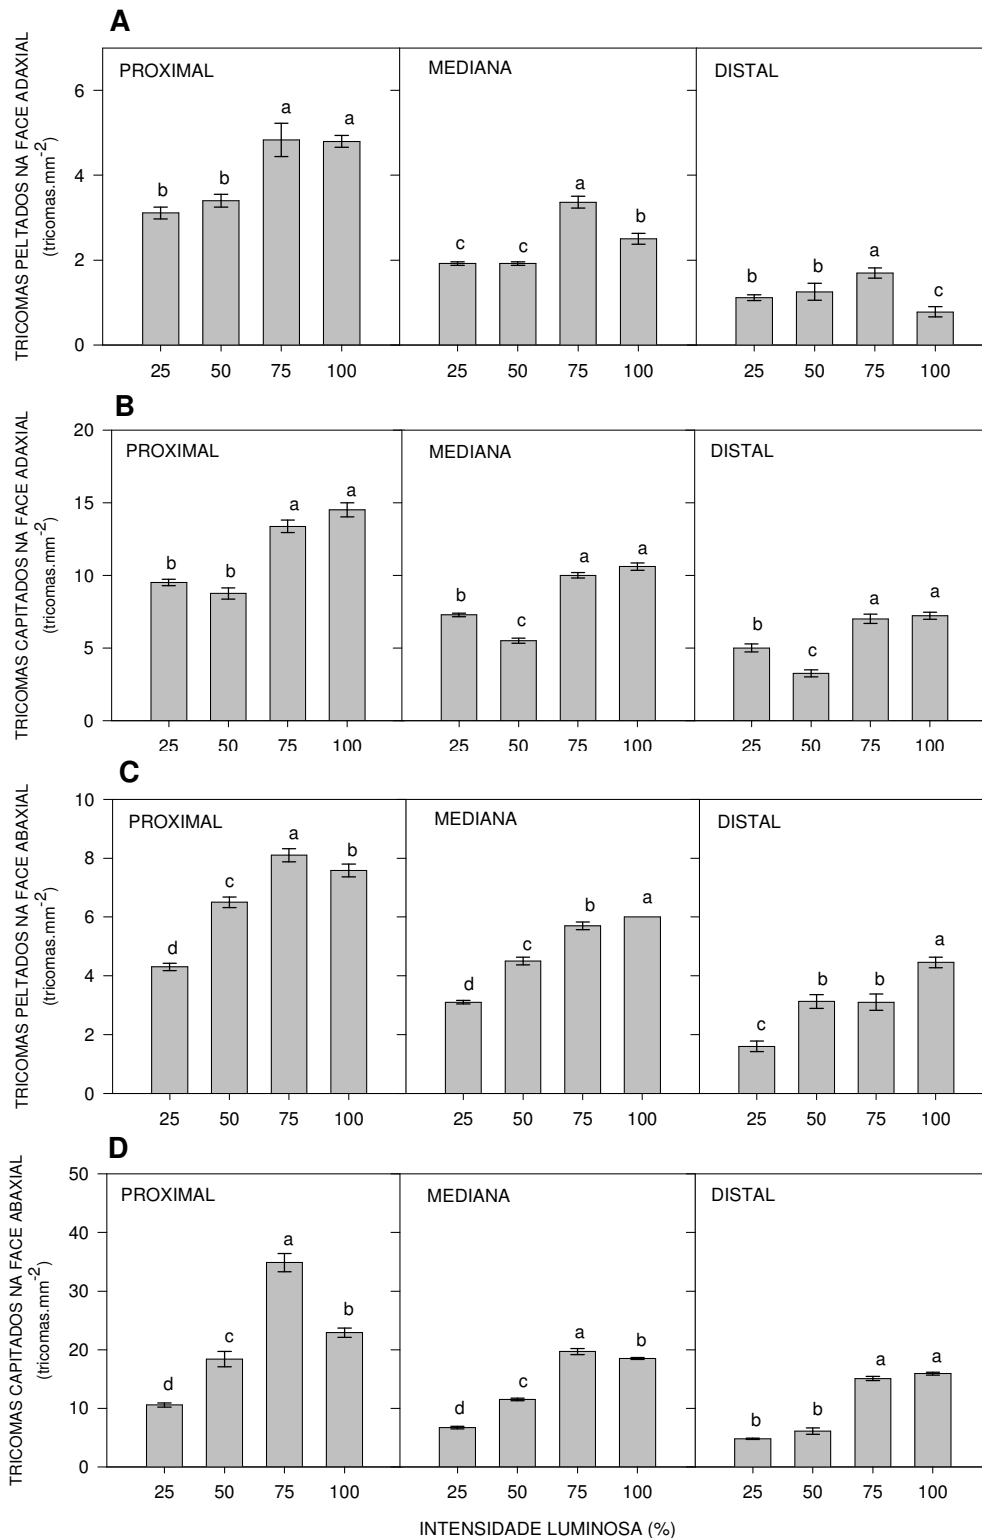 A
TRICOMAS PELTADOS NA FACE ADAXIAL
(tricomas.mm-2)
PROXIMAL
MEDIANA
DISTAL
6
4
2
0
b
b
a
a
c
c
a
b
b
b
a
c
25 50 75 100
25 50 75 100
25 50 75 100
B
TRICOMAS CAPITADOS NA FACE ADAXIAL
(tricomas.mm-2)
PROXIMAL
MEDIANA
DISTAL
20
15
10
5
0
b
b
a
a
b
c
a
a
b
c
a
a
25 50 75 100
25 50 75 100
25 50 75 100
C
TRICOMAS PELTADOS NA FACE ABAXIAL
(tricomas.mm-2)
PROXIMAL
MEDIANA
DISTAL
10
8
6
4
2
0
d
c
a
b
d
c
b
a
c
b
b
a
25 50 75 100
25 50 75 100
25 50 75 100
D
TRICOMAS CAPITADOS NA FACE ABAXIAL
(tricomas.mm-2)
PROXIMAL
MEDIANA
DISTAL
50
40
30
20
10
0
d
c
a
b
d
c
a
b
b
b
a
a
25 50 75 100
25 50 75 100
25 50 75 100
INTENSIDADE LUMINOSA (%)